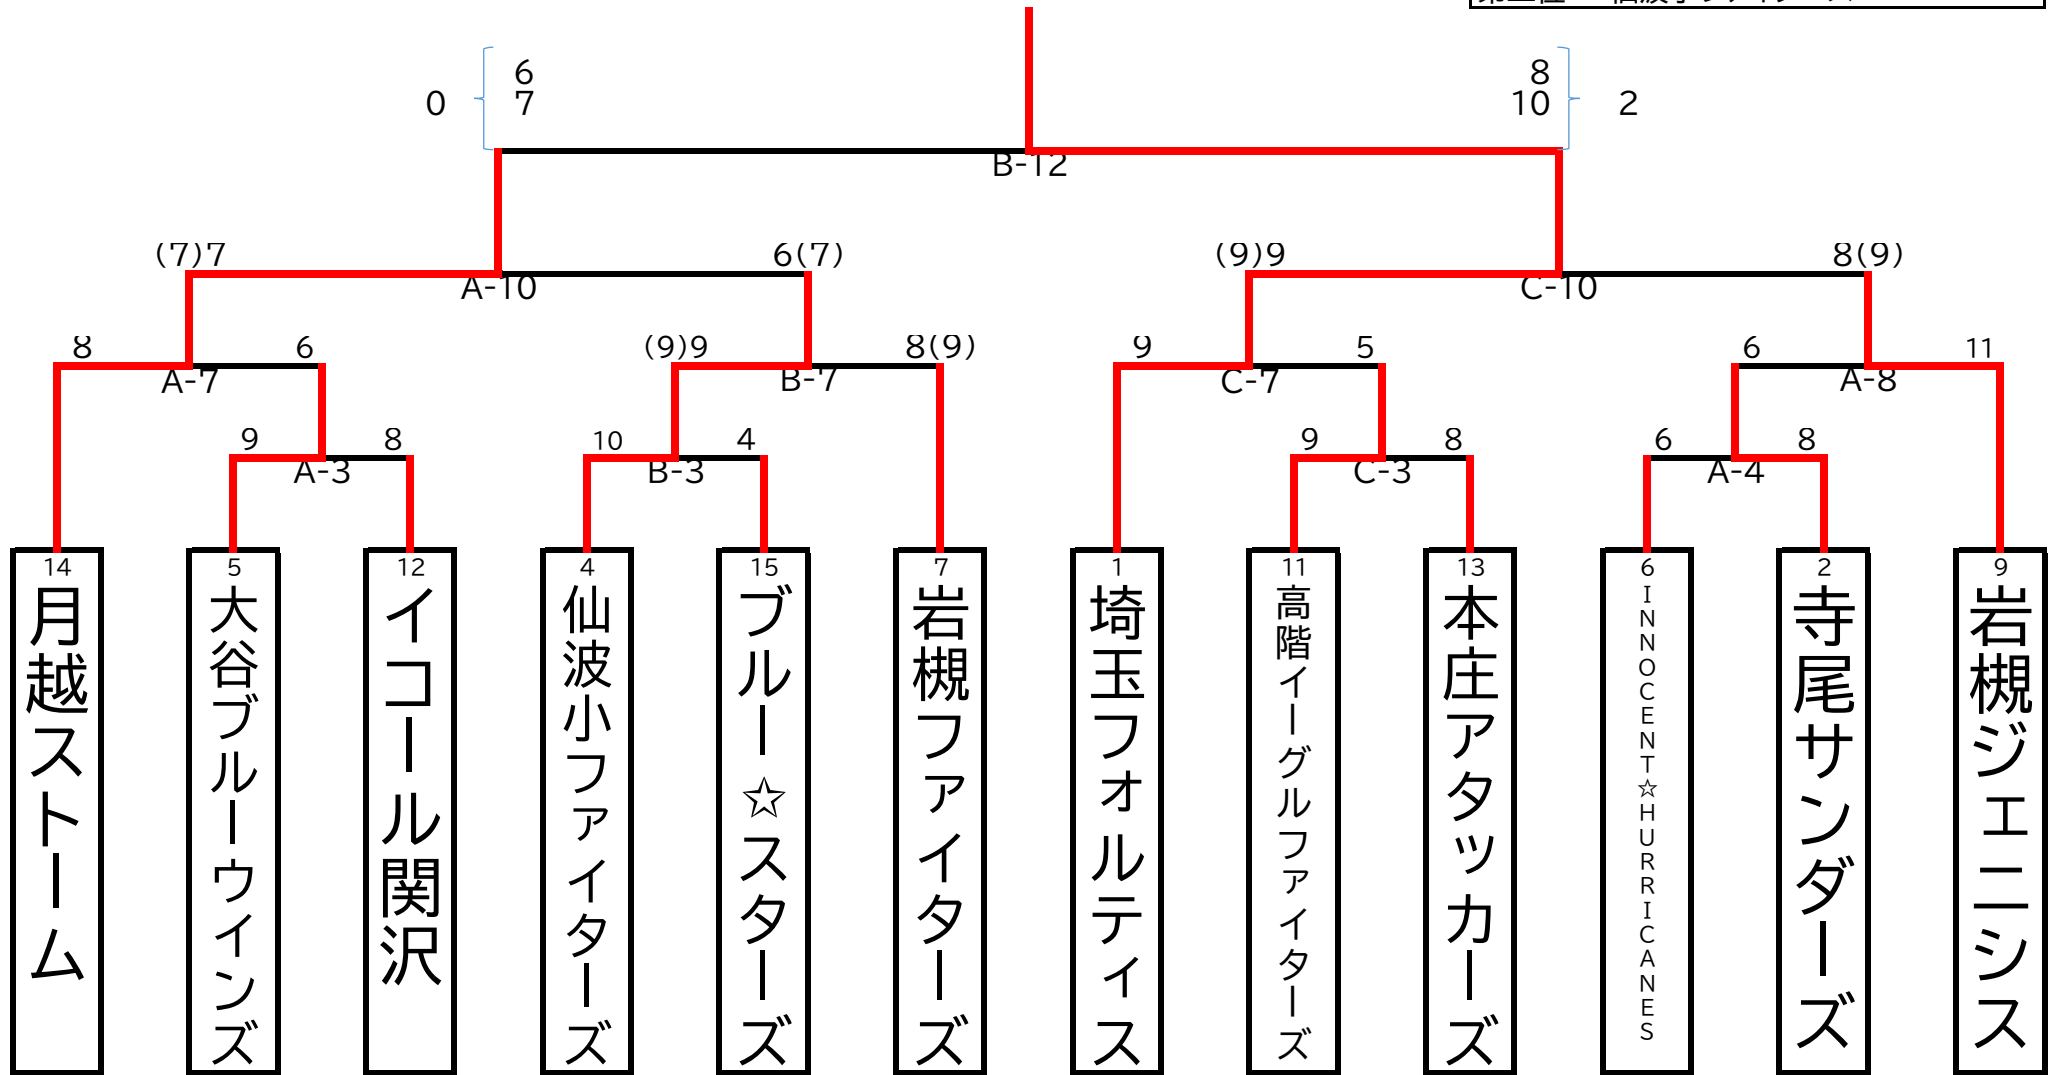 6
8
0
7
10
2
B-12
(7)7
6(7)
(9)9
8(9)
A-10
C-10
8
6
(9)9
8(9)
9
5
6
11
A-7
B-7
C-7
A-8
9
8
10
4
9
8
6
8
A-3
B-3
C-3
A-4
14
月越ストーム
5
大谷ブルーウインズ
12
イコール関沢
4
仙波小ファイターズ
15
ブルー☆スターズ
7
岩槻ファイターズ
1
埼玉フォルティス
11
高階イーグルファイターズ
13
本庄アタッカーズ
6
INNOCENT☆HURRICANES
2
寺尾サンダーズ
9
岩槻ジェニシス